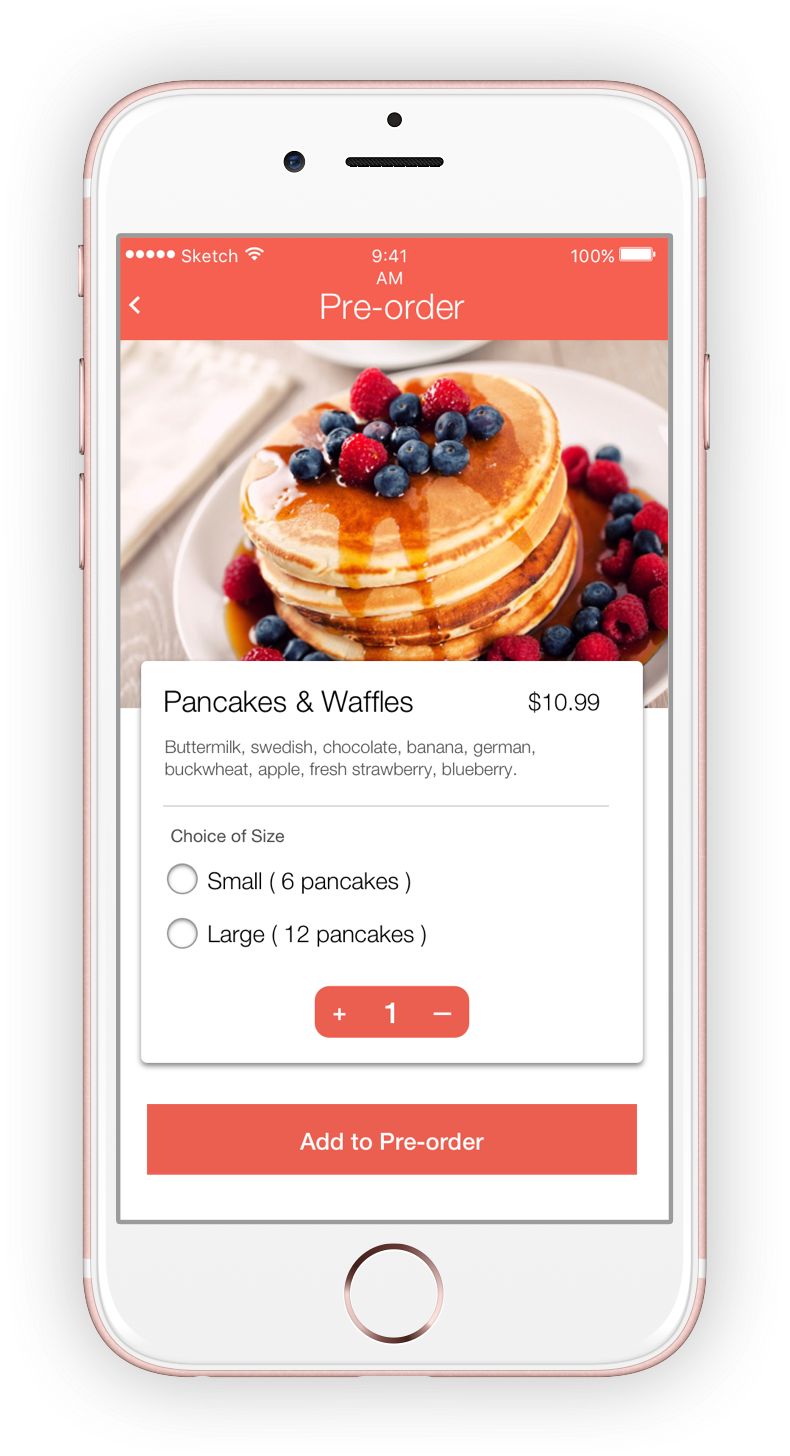 Sketch 9:41 100%
AM
Pre-order
Pancakes & Waffles $10.99
Buttermilk, swedish, chocolate, banana, german,
buckwheat, apple, fresh strawberry, blueberry.
Choice of Size
Small ( 6 pancakes )
Large ( 12 pancakes )
+ 1 –
Add to Pre-order